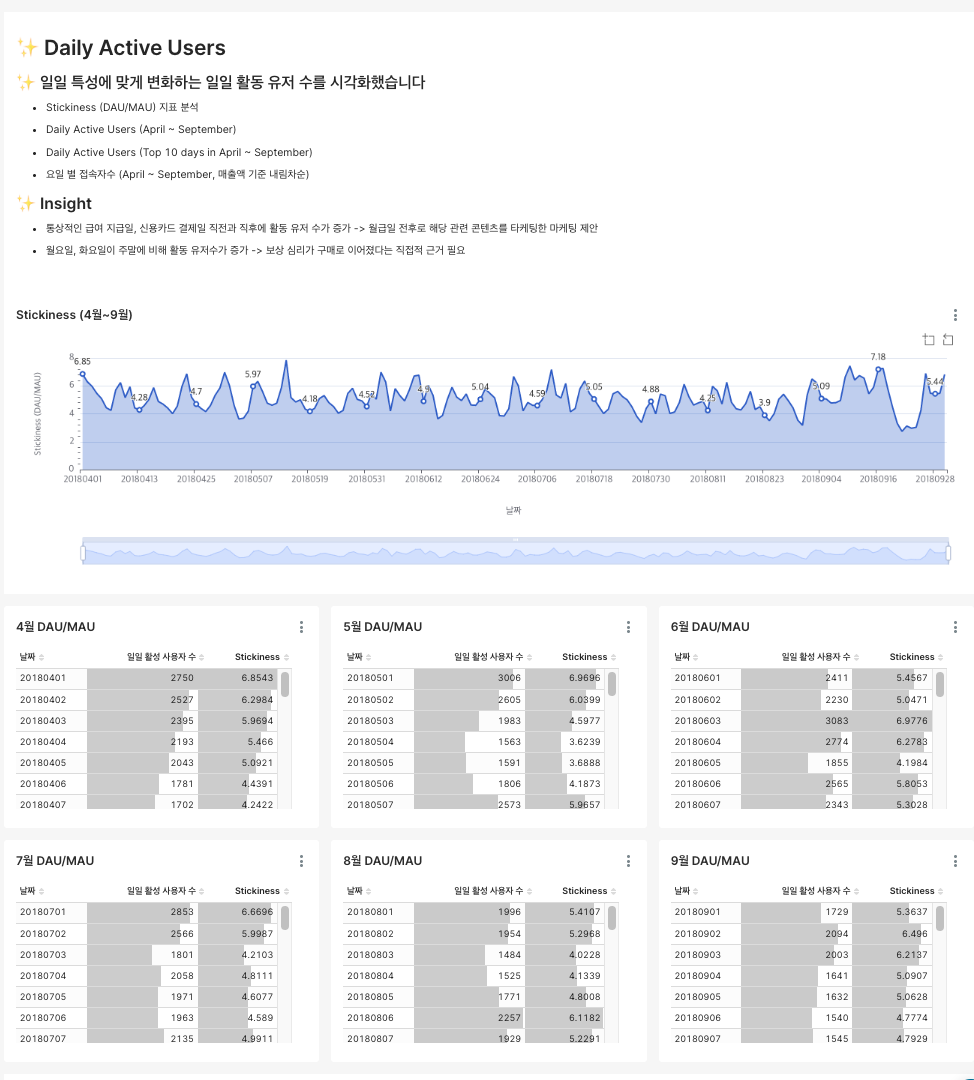 ✨ Daily Active Users
✨ 일일 특성에 맞게 변화하는 일일 활동 유저 수를 시각화했습니다
• Stickiness (DAU/MAU) 지표 분석
• Daily Active Users (April ~ September)
• Daily Active Users (Top 10 days in April ~ September)
• 요일 별 접속자수 (April ~ September, 매출액 기준 내림차순)
✨ Insight
• 통상적인 급여 지급일, 신용카드 결제일 직전과 직후에 활동 유저 수가 증가 -> 월급일 전후로 해당 관련 콘텐츠를 타케팅한 마케팅 제안
• 월요일, 화요일이 주말에 비해 활동 유저수가 증가 -> 보상 심리가 구매로 이어졌다는 직접적 근거 필요
Stickiness (4월~9월)
Stickiness (DAU/MAU)
8
6
4
2
0
6.85 4.28 4.7 5.97 4.18 4.52 4.9 5.04 4.59 5.05 4.88 4.25 3.9 5.09 7.18 5.44
20180401 20180413 20180425 20180507 20180519 20180531 20180612 20180624 20180706 20180718 20180730 20180811 20180823 20180904 20180916 20180928
날짜
4월 DAU/MAU
날짜 일일 활성 사용자 수 Stickiness
20180401 2750 6.8543
20180402 2527 6.2984
20180403 2395 5.9694
20180404 2193 5.466
20180405 2043 5.0921
20180406 1781 4.4391
20180407 1702 4.2422
5월 DAU/MAU
날짜 일일 활성 사용자 수 Stickiness
20180501 3006 6.9696
20180502 2605 6.0399
20180503 1983 4.5977
20180504 1563 3.6239
20180505 1591 3.6888
20180506 1806 4.1873
20180507 2573 5.9657
6월 DAU/MAU
날짜 일일 활성 사용자 수 Stickiness
20180601 2411 5.4567
20180602 2230 5.0471
20180603 3083 6.9776
20180604 2774 6.2783
20180605 1855 4.1984
20180606 2565 5.8053
20180607 2343 5.3028
7월 DAU/MAU
날짜 일일 활성 사용자 수 Stickiness
20180701 2853 6.6696
20180702 2566 5.9987
20180703 1801 4.2103
20180704 2058 4.8111
20180705 1971 4.6077
20180706 1963 4.589
20180707 2135 4.9911
8월 DAU/MAU
날짜 일일 활성 사용자 수 Stickiness
20180801 1996 5.4107
20180802 1954 5.2968
20180803 1484 4.0228
20180804 1525 4.1339
20180805 1771 4.8008
20180806 2257 6.1182
20180807 1929 5.2291
9월 DAU/MAU
날짜 일일 활성 사용자 수 Stickiness
20180901 1729 5.3637
20180902 2094 6.496
20180903 2003 6.2137
20180904 1641 5.0907
20180905 1632 5.0628
20180906 1540 4.7774
20180907 1545 4.7929